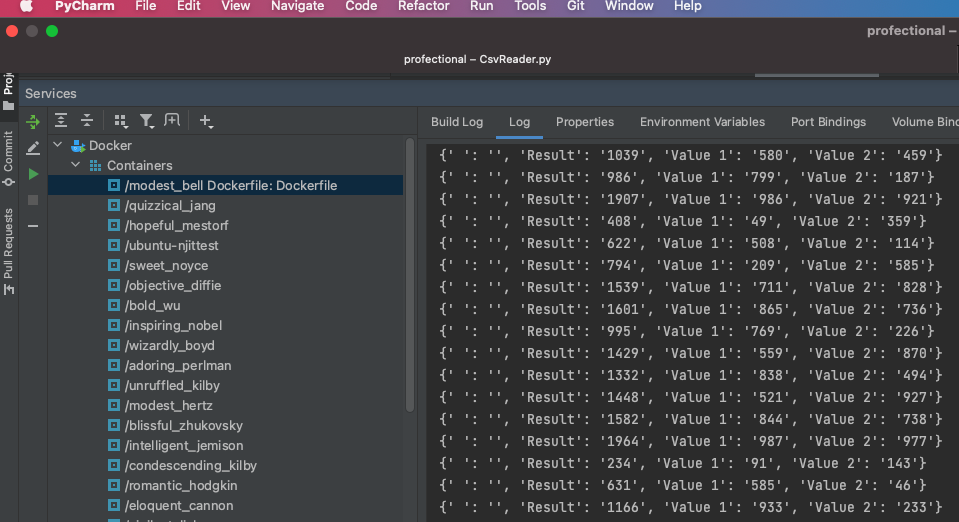 PyCharm File Edit View Navigate Code Refactor Run Tools Git Window Help
profectional –
profectional – CsvReader.py
Services
Commit
Pull Requests
Docker
Containers
/modest_bell Dockerfile: Dockerfile
/quizzical_jang
/hopeful_mestorf
/ubuntu-njittest
/sweet_noyce
/objective_diffie
/bold_wu
/inspiring_nobel
/wizardly_boyd
/adoring_perlman
/unruffled_kilby
/modest_hertz
/blissful_zhukovsky
/intelligent_jemison
/condescending_kilby
/romantic_hodgkin
/eloquent_cannon
Build Log Log Properties Environment Variables Port Bindings Volume Bin
{' ': '', 'Result': '1039', 'Value 1': '580', 'Value 2': '459'}
{' ': '', 'Result': '986', 'Value 1': '799', 'Value 2': '187'}
{' ': '', 'Result': '1907', 'Value 1': '986', 'Value 2': '921'}
{' ': '', 'Result': '408', 'Value 1': '49', 'Value 2': '359'}
{' ': '', 'Result': '622', 'Value 1': '508', 'Value 2': '114'}
{' ': '', 'Result': '794', 'Value 1': '209', 'Value 2': '585'}
{' ': '', 'Result': '1539', 'Value 1': '711', 'Value 2': '828'}
{' ': '', 'Result': '1601', 'Value 1': '865', 'Value 2': '736'}
{' ': '', 'Result': '995', 'Value 1': '769', 'Value 2': '226'}
{' ': '', 'Result': '1429', 'Value 1': '559', 'Value 2': '870'}
{' ': '', 'Result': '1332', 'Value 1': '838', 'Value 2': '494'}
{' ': '', 'Result': '1448', 'Value 1': '521', 'Value 2': '927'}
{' ': '', 'Result': '1582', 'Value 1': '844', 'Value 2': '738'}
{' ': '', 'Result': '1964', 'Value 1': '987', 'Value 2': '977'}
{' ': '', 'Result': '234', 'Value 1': '91', 'Value 2': '143'}
{' ': '', 'Result': '631', 'Value 1': '585', 'Value 2': '46'}
{' ': '', 'Result': '1166', 'Value 1': '933', 'Value 2': '233'}